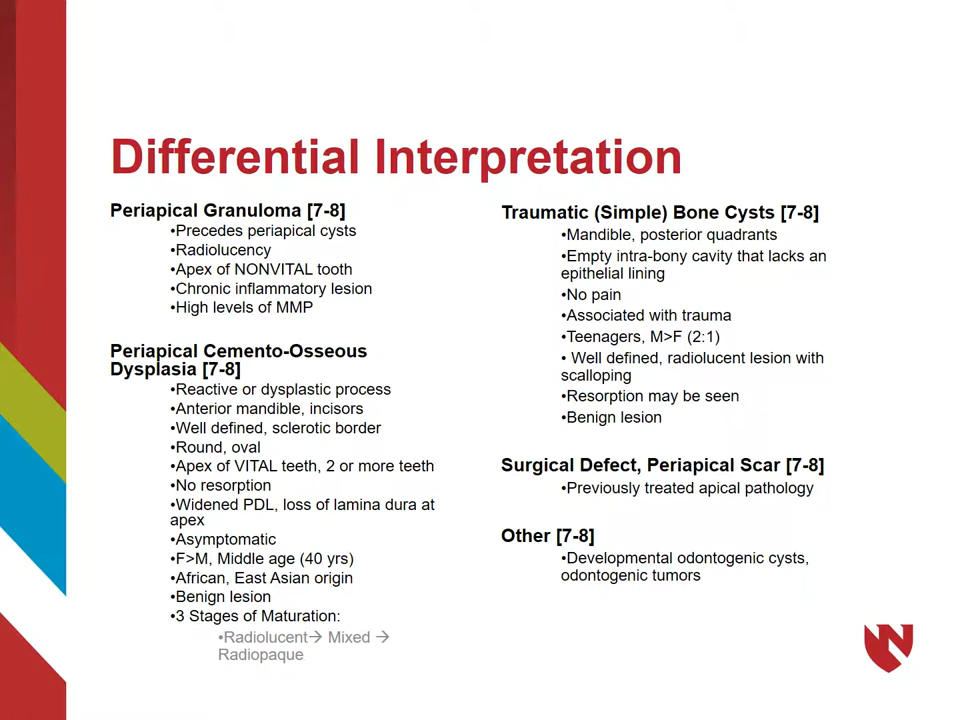 Differential Interpretation
Periapical Granuloma [7-8]
•Precedes periapical cysts
•Radiolucency
•Apex of NONVITAL tooth
•Chronic inflammatory lesion
•High levels of MMP
Periapical Cemento-Osseous
Dysplasia [7-8]
•Reactive or dysplastic process
•Anterior mandible, incisors
•Well defined, sclerotic border
•Round, oval
•Apex of VITAL teeth, 2 or more teeth
•No resorption
•Widened PDL, loss of lamina dura at
apex
•Asymptomatic
•F>M, Middle age (40 yrs)
•African, East Asian origin
•Benign lesion
•3 Stages of Maturation:
•Radiolucent→ Mixed →
Radiopaque
Traumatic (Simple) Bone Cysts [7-8]
•Mandible, posterior quadrants
•Empty intra-bony cavity that lacks an
epithelial lining
•No pain
•Associated with trauma
•Teenagers, M>F (2:1)
• Well defined, radiolucent lesion with
scalloping
•Resorption may be seen
•Benign lesion
Surgical Defect, Periapical Scar [7-8]
•Previously treated apical pathology
Other [7-8]
•Developmental odontogenic cysts,
odontogenic tumors
N